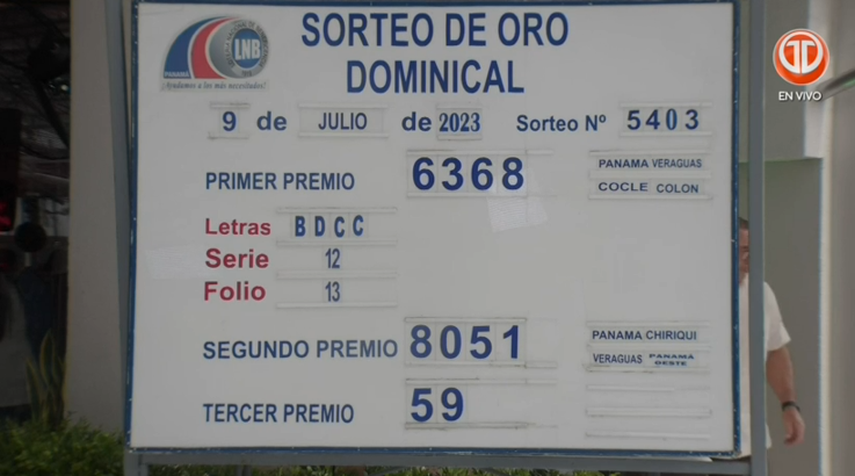 SORTEO DE ORO
DOMINICAL
LNB
PANAMÁ
¡Ayudamos a los más necesitados!
EN VIVO
9 de JULIO de 2023 Sorteo Nº 5403
PRIMER PREMIO 6368 PANAMA VERAGUAS
COCLE COLON
Letras BDCC
Serie 12
Folio 13
SEGUNDO PREMIO 8051 PANAMA CHIRIQUI
VERAGUAS PANAMÁ OESTE
TERCER PREMIO 59